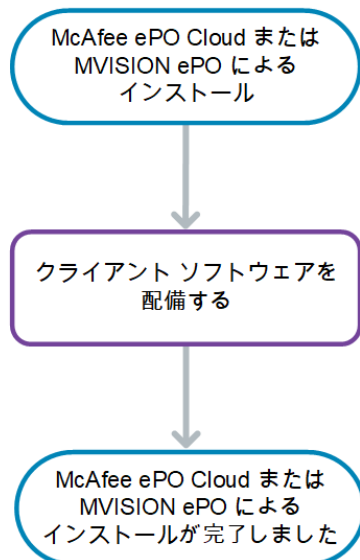 McAfee ePO Cloud または
MVISION ePO による
インストール
クライアント ソフトウェアを
配備する
McAfee ePO Cloud または
MVISION ePO による
インストールが完了しました